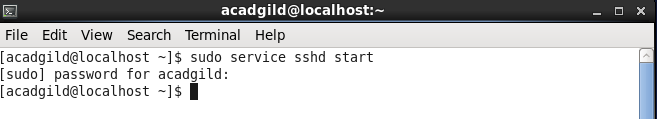 acadgild@localhost:~
File Edit View Search Terminal Help
[acadgild@localhost ~]$ sudo service sshd start
[sudo] password for acadgild:
[acadgild@localhost ~]$